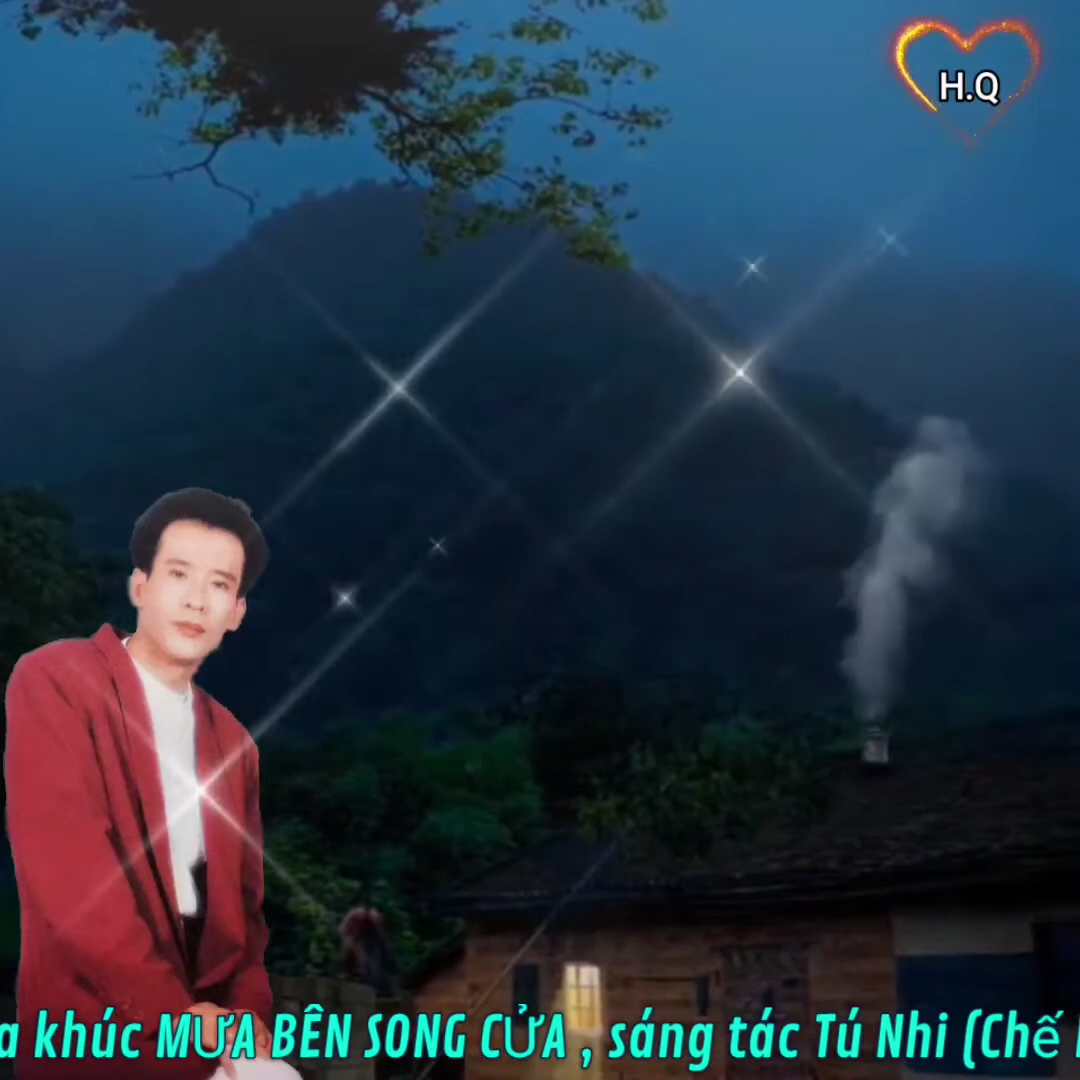 H.Q
khúc MƯA BÊN SONG CỬA , sáng tác Tú Nhi (Chế